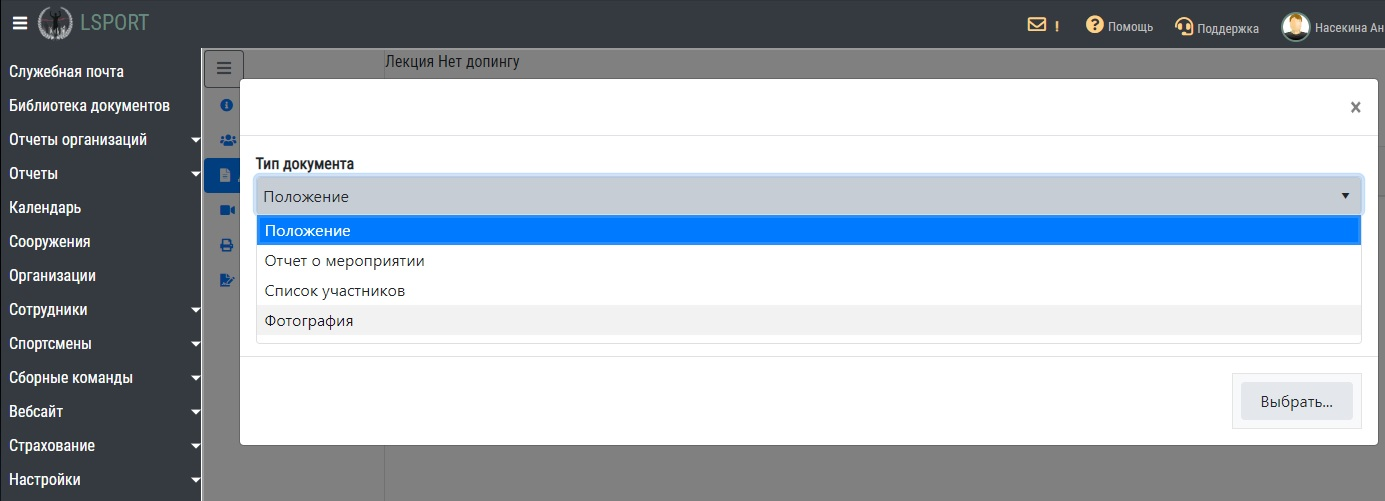 LSPORT
! Помощь Поддержка Насекина Ан
Служебная почта
Библиотека документов
Отчеты организаций
Отчеты
Календарь
Сооружения
Организации
Сотрудники
Спортсмены
Сборные команды
Вебсайт
Страхование
Настройки
Лекция Нет допингу
×
Тип документа
Положение
Положение
Отчет о мероприятии
Список участников
Фотография
Выбрать...